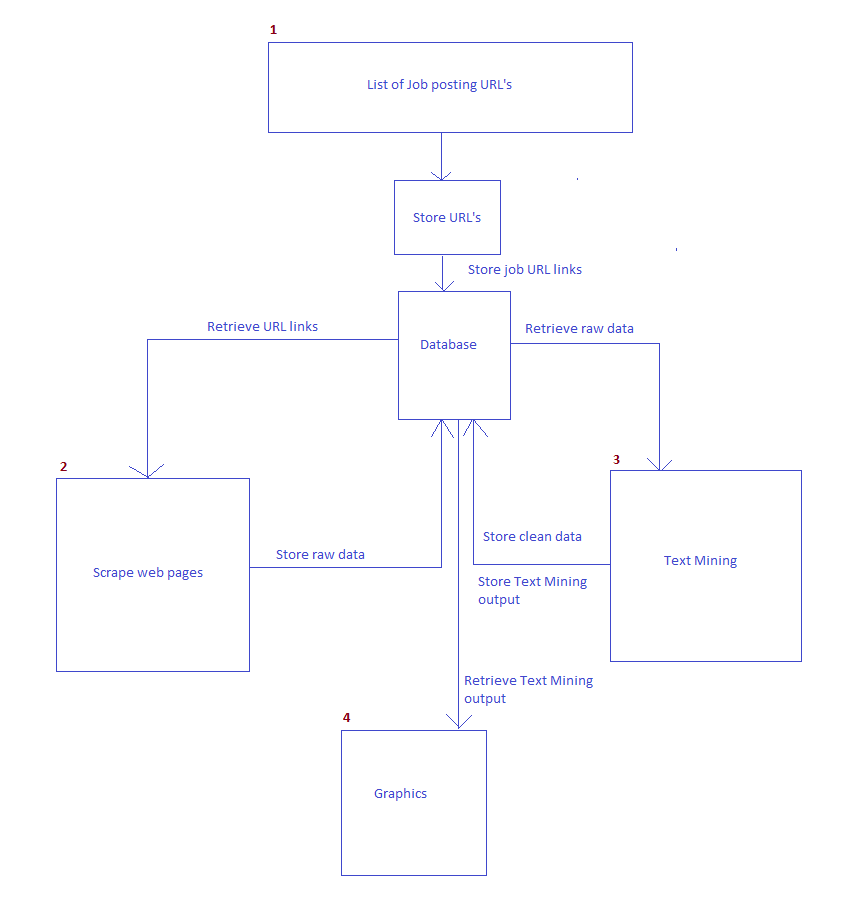 1
List of Job posting URL's
Store URL's
Store job URL links
Retrieve URL links
Database
Retrieve raw data
2
3
Store raw data
Scrape web pages
Store clean data
Store Text Mining
output
Text Mining
Retrieve Text Mining
output
4
Graphics